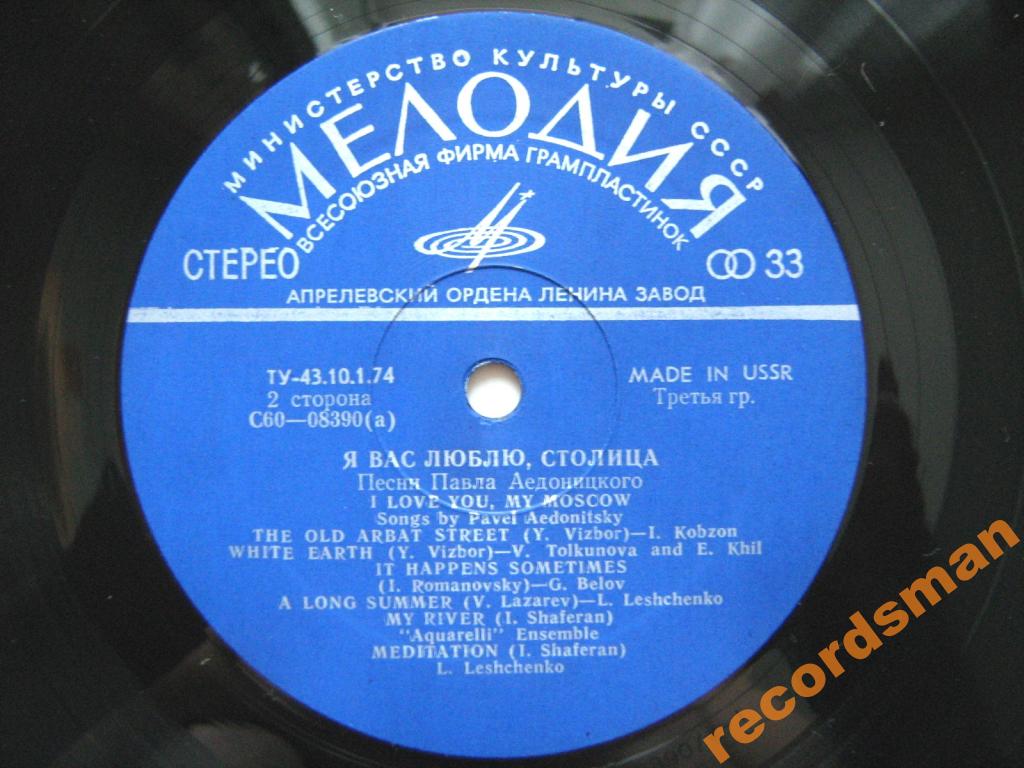 МИНИСТЕРСТВО КУЛЬТУРЫ СССР
МЕЛОДИЯ
ВСЕСОЮЗНАЯ ФИРМА ГРАМПЛАСТИНОК
СТЕРЕО
33
АПРЕЛЕВСКИЙ ОРДЕНА ЛЕНИНА ЗАВОД
ТУ-43.10.1.74
2 сторона
С60—08390(а)
MADE IN USSR
Третья гр.
Я ВАС ЛЮБЛЮ, СТОЛИЦА
Песни Павла Аедоницкого
I LOVE YOU, MY MOSCOW
Songs by Pavel Aedonitsky
THE OLD ARBAT STREET (Y. Vizbor)—I. Kobzon
WHITE EARTH (Y. Vizbor)—V. Tolkunova and E. Khil
IT HAPPENS SOMETIMES
(I. Romanovsky)—G. Belov
A LONG SUMMER (V. Lazarev)—L. Leshchenko
MY RIVER (I. Shaferan)
"Aquarelli" Ensemble
MEDITATION (I. Shaferan)
L. Leshchenko
recordsman